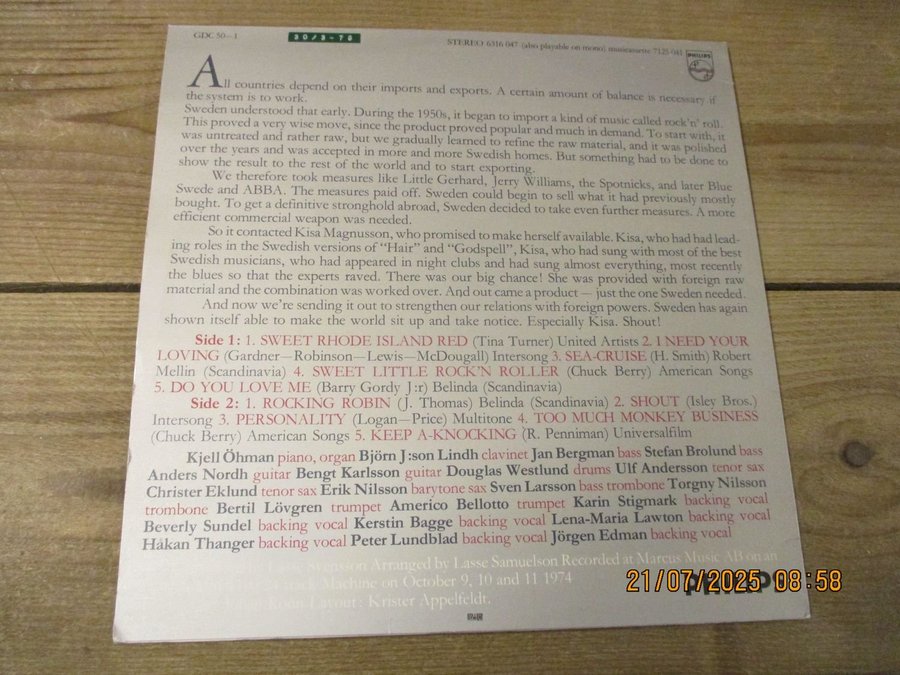 GDC 50—1
30/3-76
STEREO 6316 047 (also playable on mono) musicassette 7125 041
PHILIPS
All countries depend on their imports and exports. A certain amount of balance is necessary if
the system is to work.
Sweden understood that early. During the 1950s, it began to import a kind of music called rock'n' roll.
This proved a very wise move, since the product proved popular and much in demand. To start with, it
was untreated and rather raw, but we gradually learned to refine the raw material, and it was polished
over the years and was accepted in more and more Swedish homes. But something had to be done to
show the result to the rest of the world and to start exporting.
We therefore took measures like Little Gerhard, Jerry Williams, the Spotnicks, and later Blue
Swede and ABBA. The measures paid off. Sweden could begin to sell what it had previously mostly
bought. To get a definitive stronghold abroad, Sweden decided to take even further measures. A more
efficient commercial weapon was needed.
So it contacted Kisa Magnusson, who promised to make herself available. Kisa, who had had lead-
ing roles in the Swedish versions of "Hair" and "Godspell", Kisa, who had sung with most of the best
Swedish musicians, who had appeared in night clubs and had sung almost everything, most recently
the blues so that the experts raved. There was our big chance! She was provided with foreign raw
material and the combination was worked over. And out came a product — just the one Sweden needed.
And now we're sending it out to strengthen our relations with foreign powers. Sweden has again
shown itself able to make the world sit up and take notice. Especially Kisa. Shout!
Side 1: 1. SWEET RHODE ISLAND RED (Tina Turner) United Artists 2. I NEED YOUR
LOVING (Gardner—Robinson—Lewis—McDougall) Intersong 3. SEA-CRUISE (H. Smith) Robert
Mellin (Scandinavia) 4. SWEET LITTLE ROCK'N ROLLER (Chuck Berry) American Songs
5. DO YOU LOVE ME (Barry Gordy J:r) Belinda (Scandinavia)
Side 2: 1. ROCKING ROBIN (J. Thomas) Belinda (Scandinavia) 2. SHOUT (Isley Bros.)
Intersong 3. PERSONALITY (Logan—Price) Multitone 4. TOO MUCH MONKEY BUSINESS
(Chuck Berry) American Songs 5. KEEP A-KNOCKING (R. Penniman) Universalfilm
Kjell Öhman piano, organ Björn J:son Lindh clavinet Jan Bergman bass Stefan Brolund bass
Anders Nordh guitar Bengt Karlsson guitar Douglas Westlund drums Ulf Andersson tenor sax
Christer Eklund tenor sax Erik Nilsson barytone sax Sven Larsson bass trombone Torgny Nilsson
trombone Bertil Lövgren trumpet Americo Bellotto trumpet Karin Stigmark backing vocal
Beverly Sundel backing vocal Kerstin Bagge backing vocal Lena-Maria Lawton backing vocal
Håkan Thanger backing vocal Peter Lundblad backing vocal Jörgen Edman backing vocal
by Lasse Svensson Arranged by Lasse Samuelson Recorded at Marcus Music AB on an
Machine on October 9, 10 and 11 1974
Layout: Krister Appelfeldt.
PHILIPS
21/07/2025 08:58